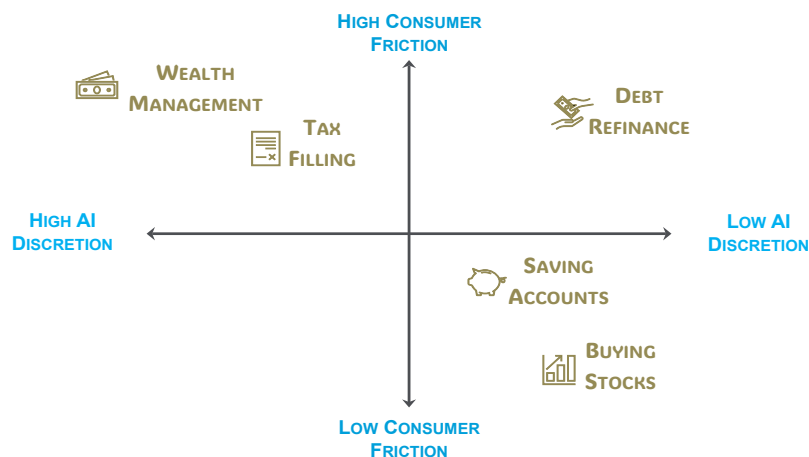 High Consumer
Friction
Wealth
Management
Debt
Refinance
Tax
Filling
High AI
Discretion
Low AI
Discretion
Saving
Accounts
Buying
Stocks
Low Consumer
Friction